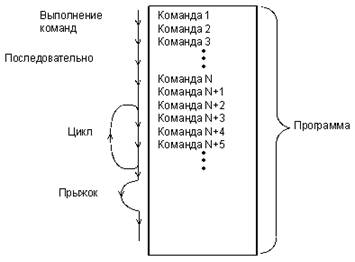 Выполнение
команд
Последовательно
Цикл
Прыжок
Команда 1
Команда 2
Команда 3
Команда N
Команда N+1
Команда N+2
Команда N+3
Команда N+4
Команда N+5
Программа